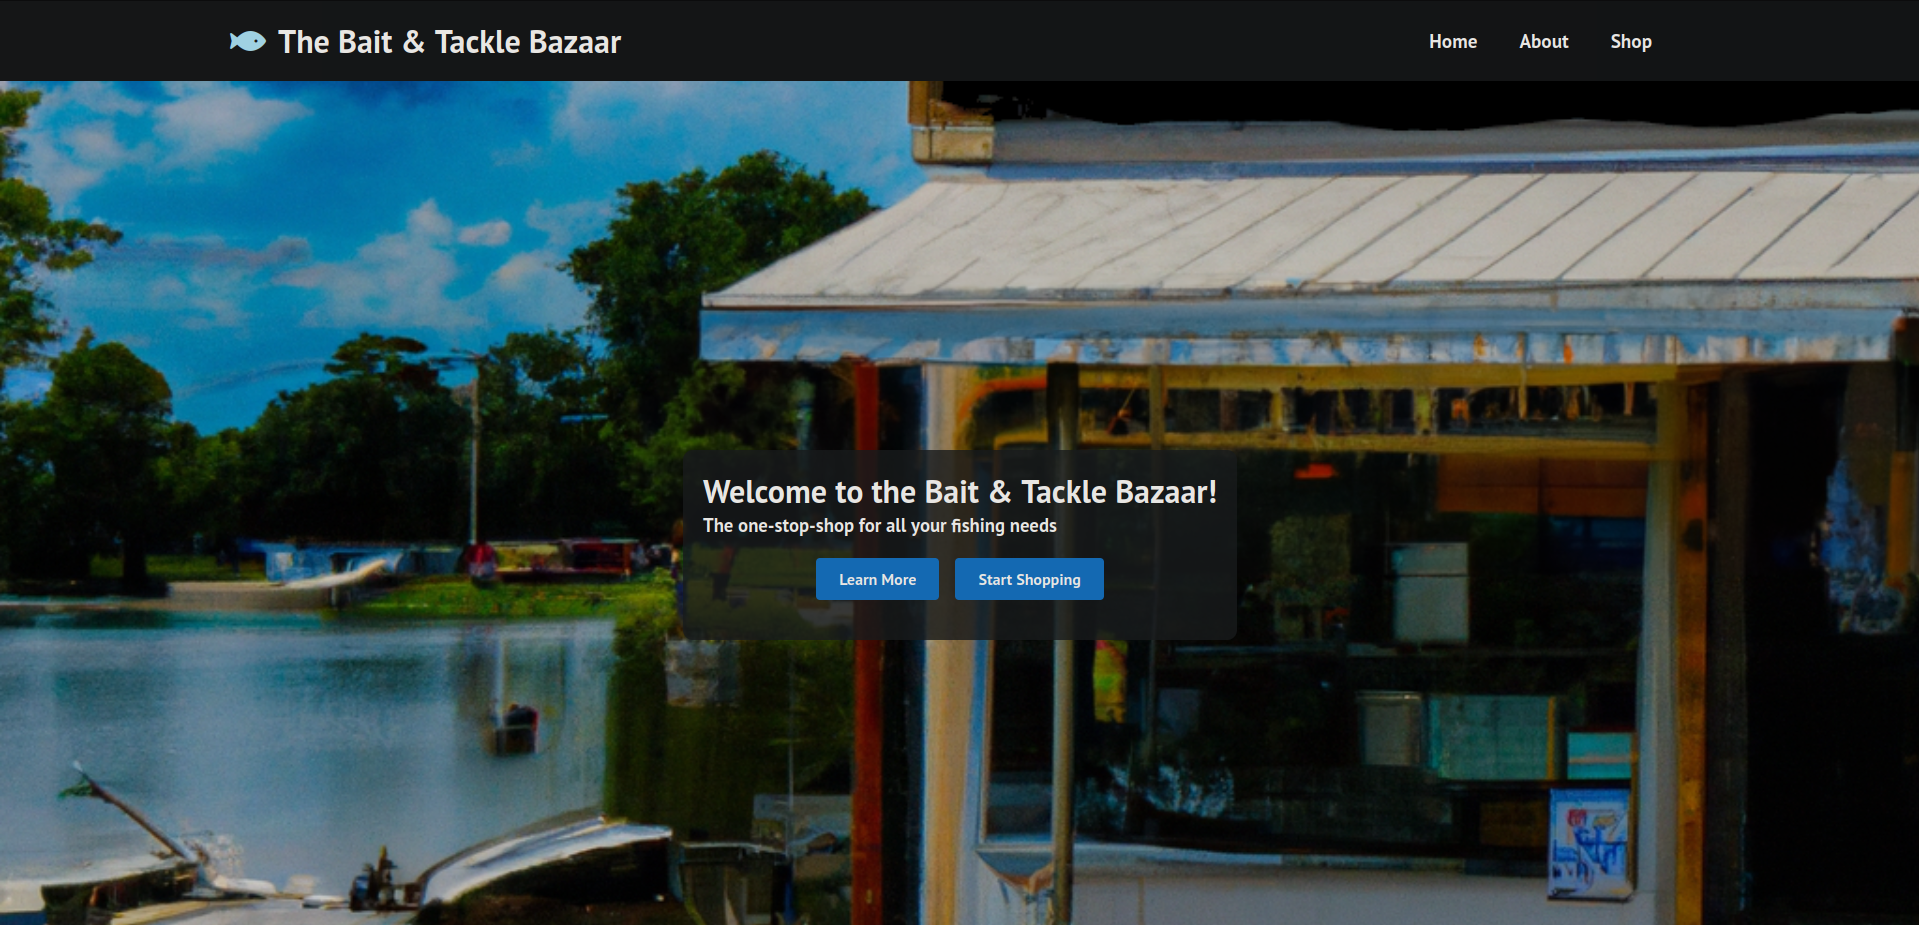 The Bait & Tackle Bazaar
Home About Shop
Welcome to the Bait & Tackle Bazaar!
The one-stop-shop for all your fishing needs
Learn More Start Shopping